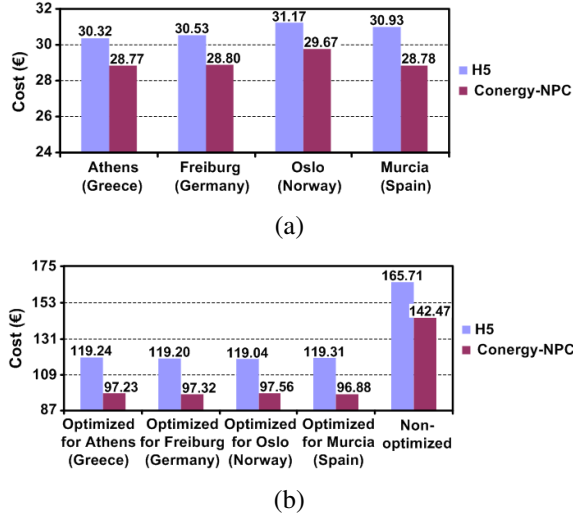 32
30
28
26
24
Cost (€)
30.32
28.77
30.53
28.80
31.17
29.67
30.93
28.78
H5
Conergy-NPC
Athens
(Greece)
Freiburg
(Germany)
Oslo
(Norway)
Murcia
(Spain)
(a)
175
153
131
109
87
Cost (€)
119.24
97.23
119.20
97.32
119.04
97.56
119.31
96.88
165.71
142.47
H5
Conergy-NPC
Optimized
for Athens
(Greece)
Optimized
for Freiburg
(Germany)
Optimized
for Oslo
(Norway)
Optimized
for Murcia
(Spain)
Non-
optimized
(b)